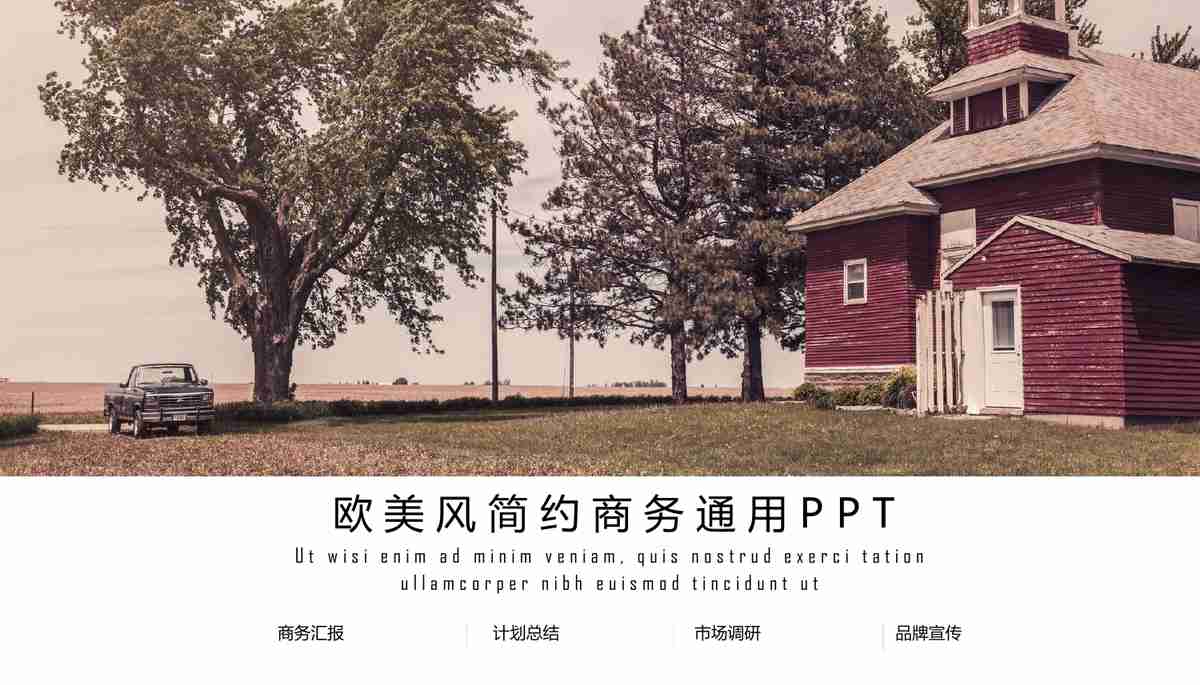 欧美风简约商务通用PPT
Ut wisi enim ad minim veniam, quis nostrud exerci tation
ullamcorper nibh euismod tincidunt ut
商务汇报 计划总结 市场调研 品牌宣传